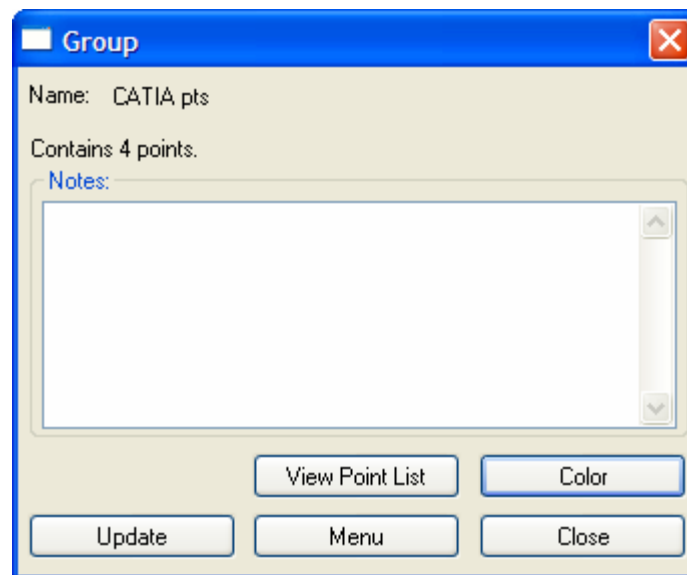 Group
Name: CATIA pts
Contains 4 points.
Notes:
View Point List Color
Update Menu Close